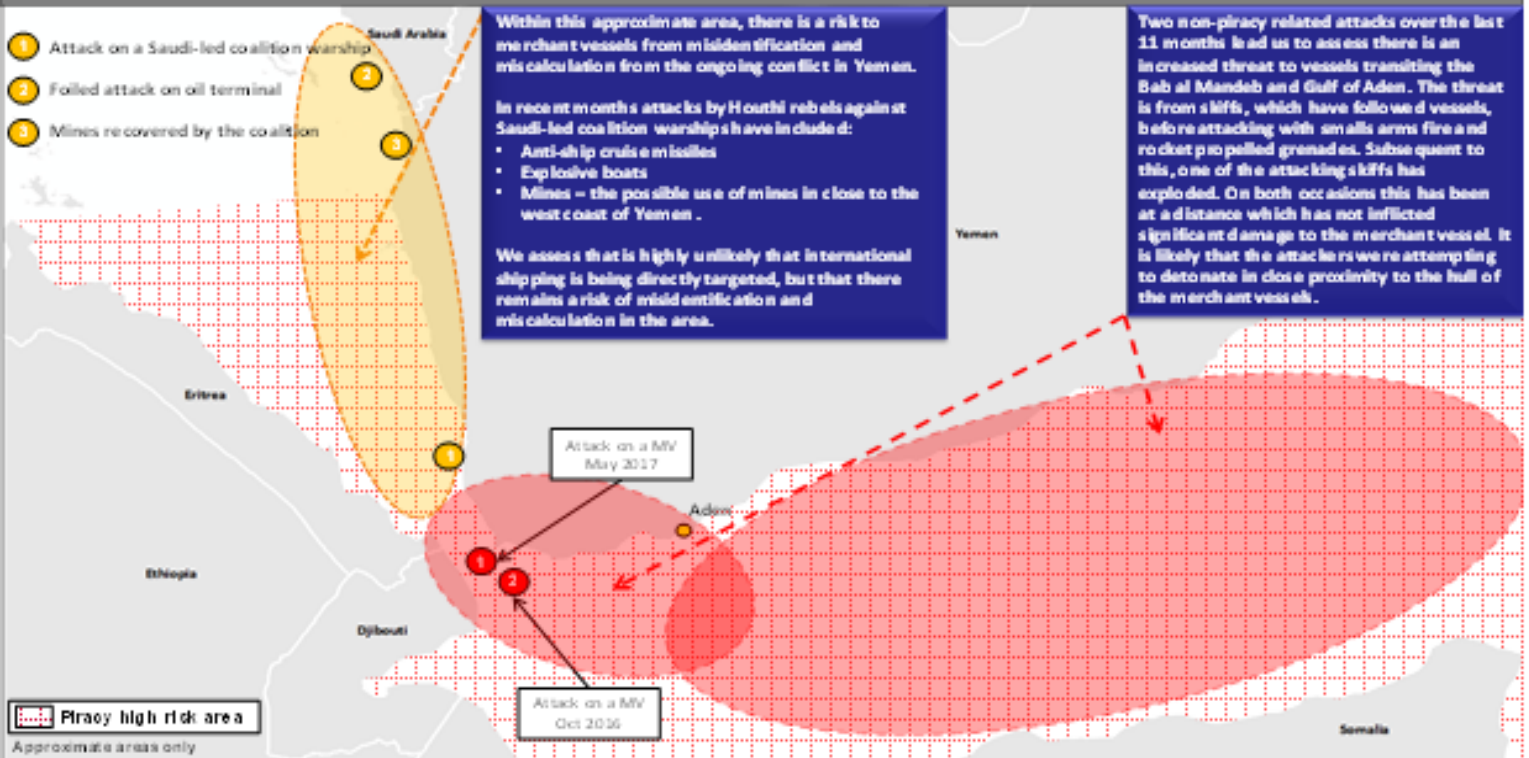 1 Attack on a Saudi-led coalition warship
2 Foiled attack on oil terminal
3 Mines recovered by the coalition
Saudi Arabia
2
3
1
Within this approximate area, there is a risk to
merchant vessels from misidentification and
miscalculation from the ongoing conflict in Yemen.
In recent months attacks by Houthi rebels against
Saudi-led coalition warships have included:
• Anti-ship cruise missiles
• Explosive boats
• Mines – the possible use of mines in close to the
west coast of Yemen .
We assess that is highly unlikely that international
shipping is being directly targeted, but that there
remains a risk of misidentification and
miscalculation in the area.
Two non-piracy related attacks over the last
11 months lead us to assess there is an
increased threat to vessels transiting the
Bab al Mandeb and Gulf of Aden. The threat
is from skiffs, which have followed vessels,
before attacking with smalls arms fire and
rocket propelled grenades. Subsequent to
this, one of the attacking skiffs has
exploded. On both occasions this has been
at a distance which has not inflicted
significant damage to the merchant vessel. It
is likely that the attackers were attempting
to detonate in close proximity to the hull of
the merchant vessels.
Yemen
Eritrea
Attack on a MV
May 2017
Aden
1
2
Ethiopia
Djibouti
Attack on a MV
Oct 2016
Somalia
Piracy high risk area
Approximate areas only